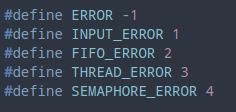 #define ERROR -1
#define INPUT_ERROR 1
#define FIFO_ERROR 2
#define THREAD_ERROR 3
#define SEMAPHORE_ERROR 4